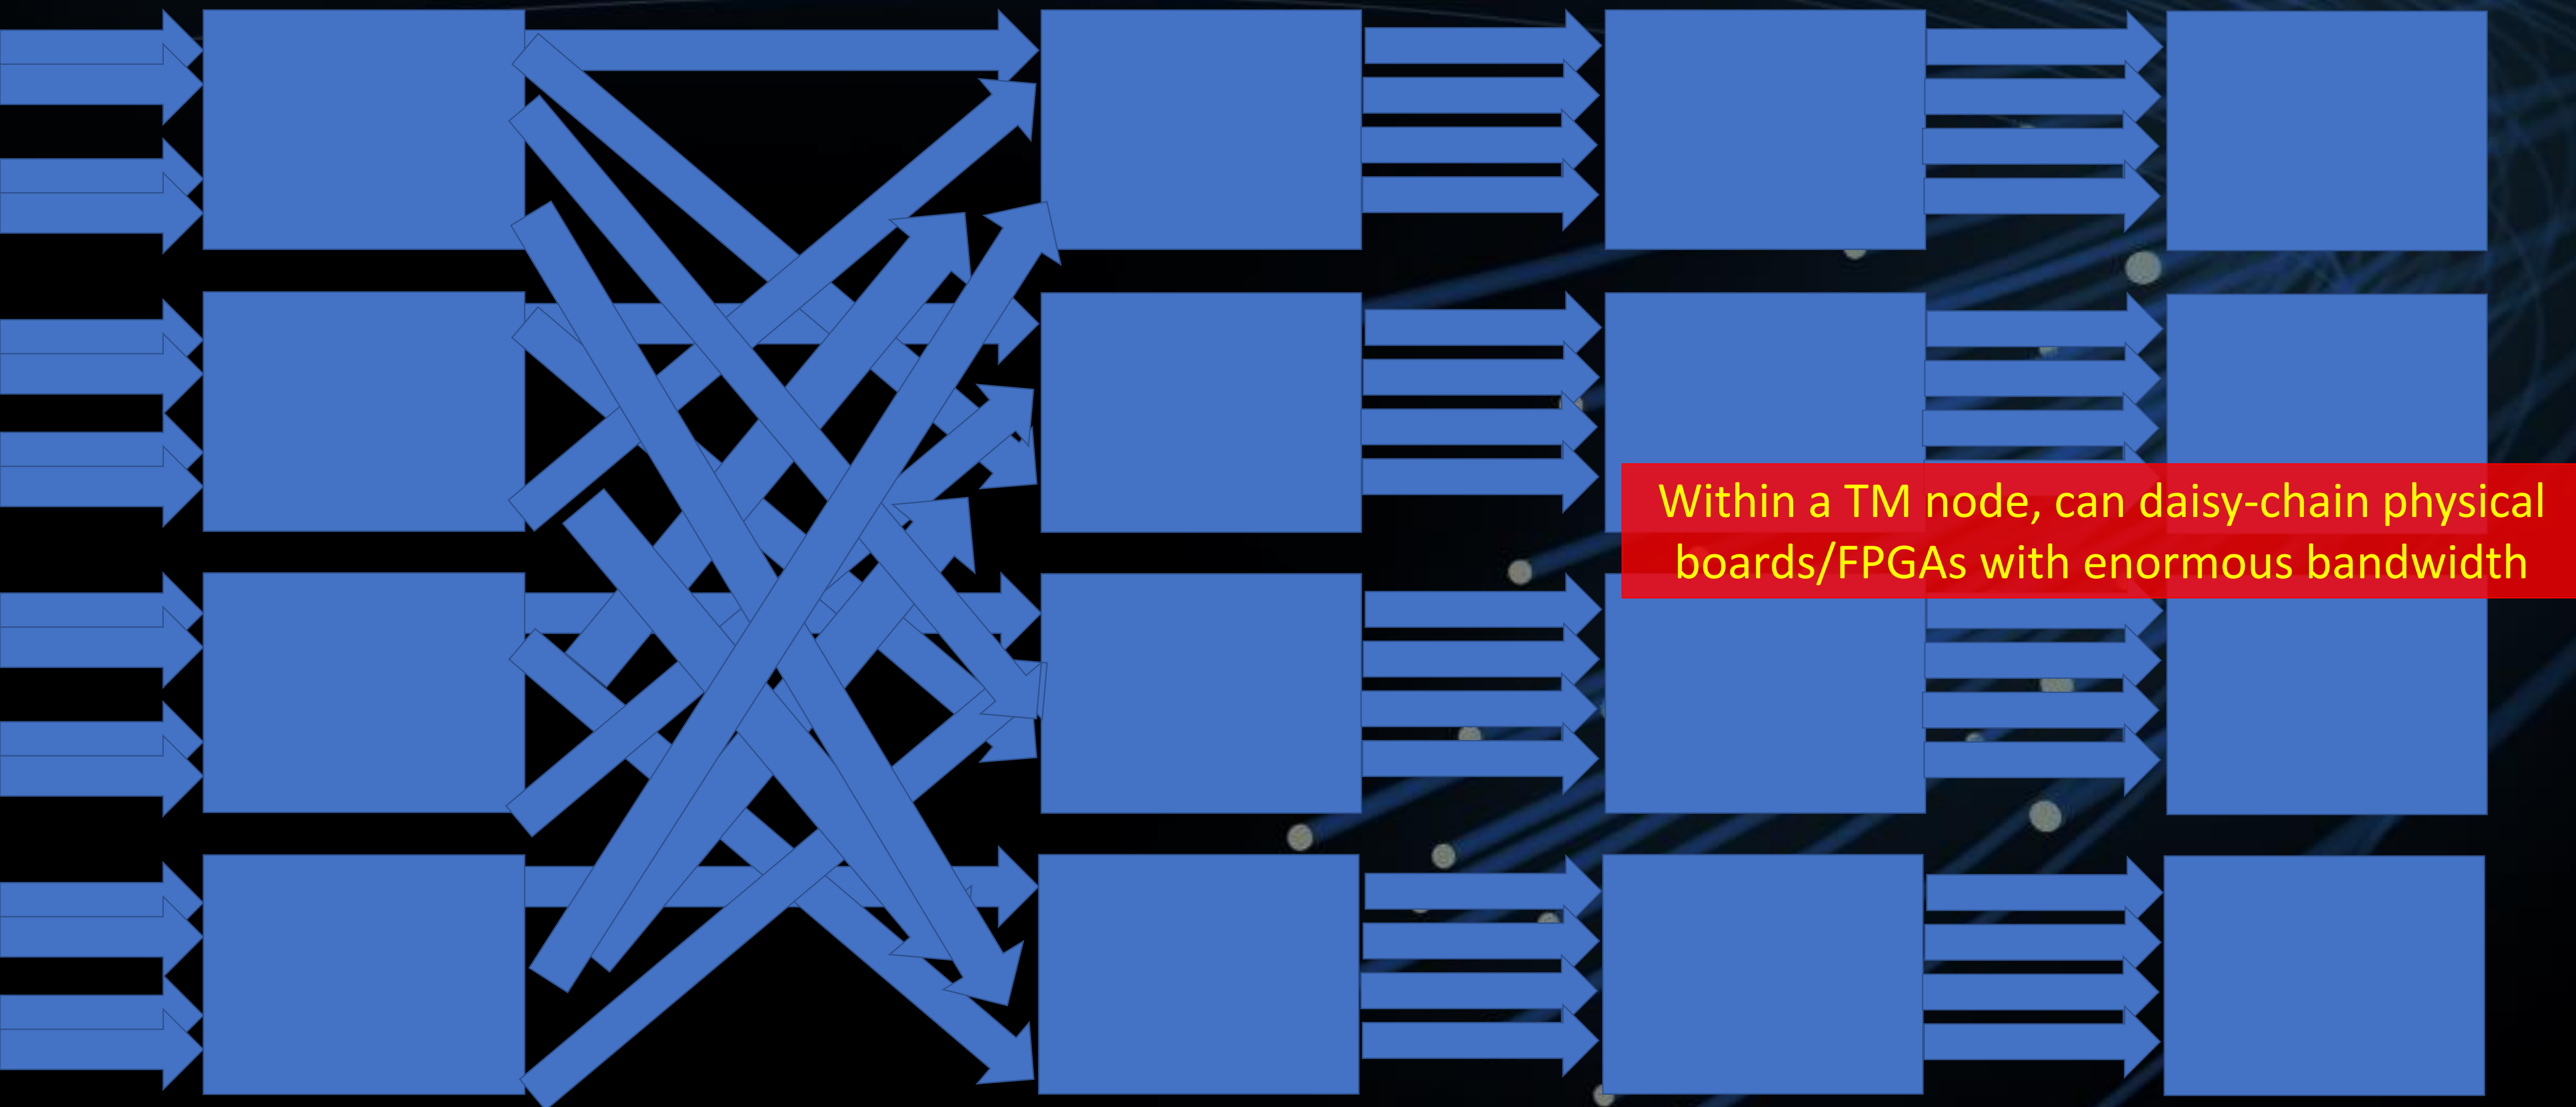 Within a TM node, can daisy-chain physical
boards/FPGAs with enormous bandwidth